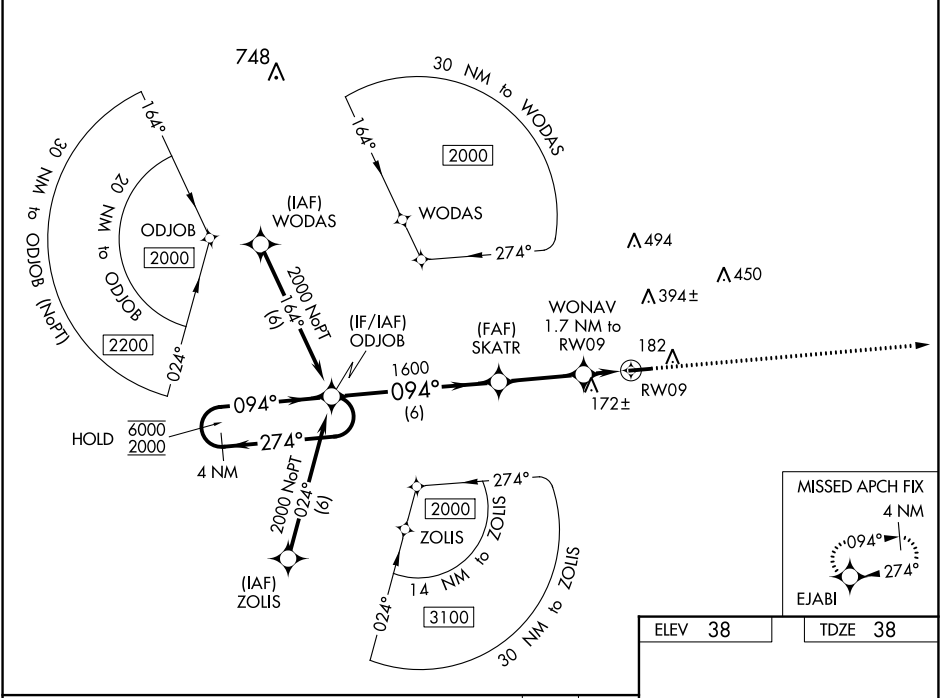 748
30 NM to WODAS
164°
2000
WODAS
274°
164°
30 NM to ODJOB (NoPT)
20 NM to ODJOB
ODJOB
2000
2200
024°
(IAF)
WODAS
2000 NoPT
164°
(6)
494
450
394±
(IF/IAF)
ODJOB
(FAF)
SKATR
WONAV
1.7 NM to
RW09
182
RW09
172±
1600
094°
(6)
094°
274°
HOLD
6000
2000
4 NM
2000 NoPT
024°
(6)
(IAF)
ZOLIS
274°
2000
ZOLIS
14 NM to ZOLIS
3100
024°
30 NM to ZOLIS
MISSED APCH FIX
4 NM
094°
274°
EJABI
ELEV 38
TDZE 38